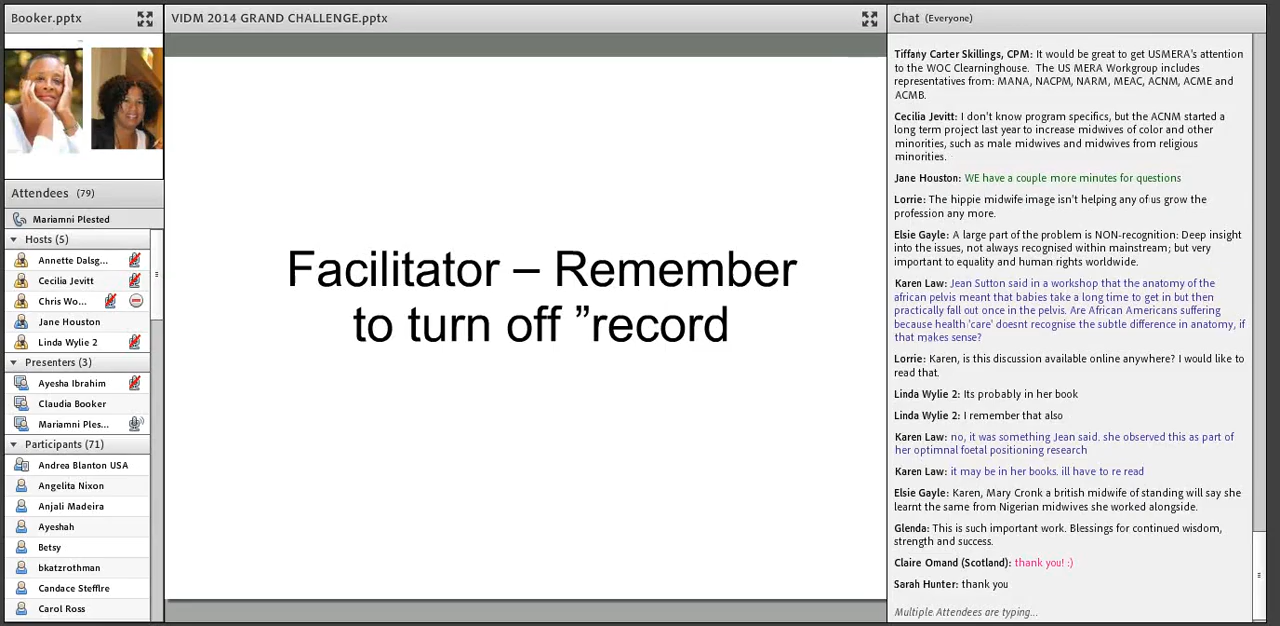 Booker.pptx
VIDM 2014 GRAND CHALLENGE.pptx
Chat (Everyone)
Attendees (79)
Mariamni Plested
Hosts (5)
Annette Dalsg...
Cecilia Jevitt
Chris Wo...
Jane Houston
Linda Wylie 2
Presenters (3)
Ayesha Ibrahim
Claudia Booker
Mariamni Ples...
Participants (71)
Andrea Blanton USA
Angelita Nixon
Anjali Madeira
Ayeshah
Betsy
bkatzrothman
Candace Stefflre
Carol Ross
Facilitator – Remember
to turn off ”record
Tiffany Carter Skillings, CPM: It would be great to get USMERA's attention
to the WOC Clearninghouse. The US MERA Workgroup includes
representatives from: MANA, NACPM, NARM, MEAC, ACNM, ACME and
ACMB.
Cecilia Jevitt: I don't know program specifics, but the ACNM started a
long term project last year to increase midwives of color and other
minorities, such as male midwives and midwives from religious
minorities.
Jane Houston: WE have a couple more minutes for questions
Lorrie: The hippie midwife image isn't helping any of us grow the
profession any more.
Elsie Gayle: A large part of the problem is NON-recognition: Deep insight
into the issues, not always recognised within mainstream; but very
important to equality and human rights worldwide.
Karen Law: Jean Sutton said in a workshop that the anatomy of the
african pelvis meant that babies take a long time to get in but then
practically fall out once in the pelvis. Are African Americans suffering
because health 'care' doesnt recognise the subtle difference in anatomy, if
that makes sense?
Lorrie: Karen, is this discussion available online anywhere? I would like to
read that.
Linda Wylie 2: Its probably in her book
Linda Wylie 2: I remember that also
Karen Law: no, it was something Jean said. she observed this as part of
her optimnal foetal positioning research
Karen Law: it may be in her books. ill have to re read
Elsie Gayle: Karen, Mary Cronk a british midwife of standing will say she
learnt the same from Nigerian midwives she worked alongside.
Glenda: This is such important work. Blessings for continued wisdom,
strength and success.
Claire Omand (Scotland): thank you! :)
Sarah Hunter: thank you
Multiple Attendees are typing...